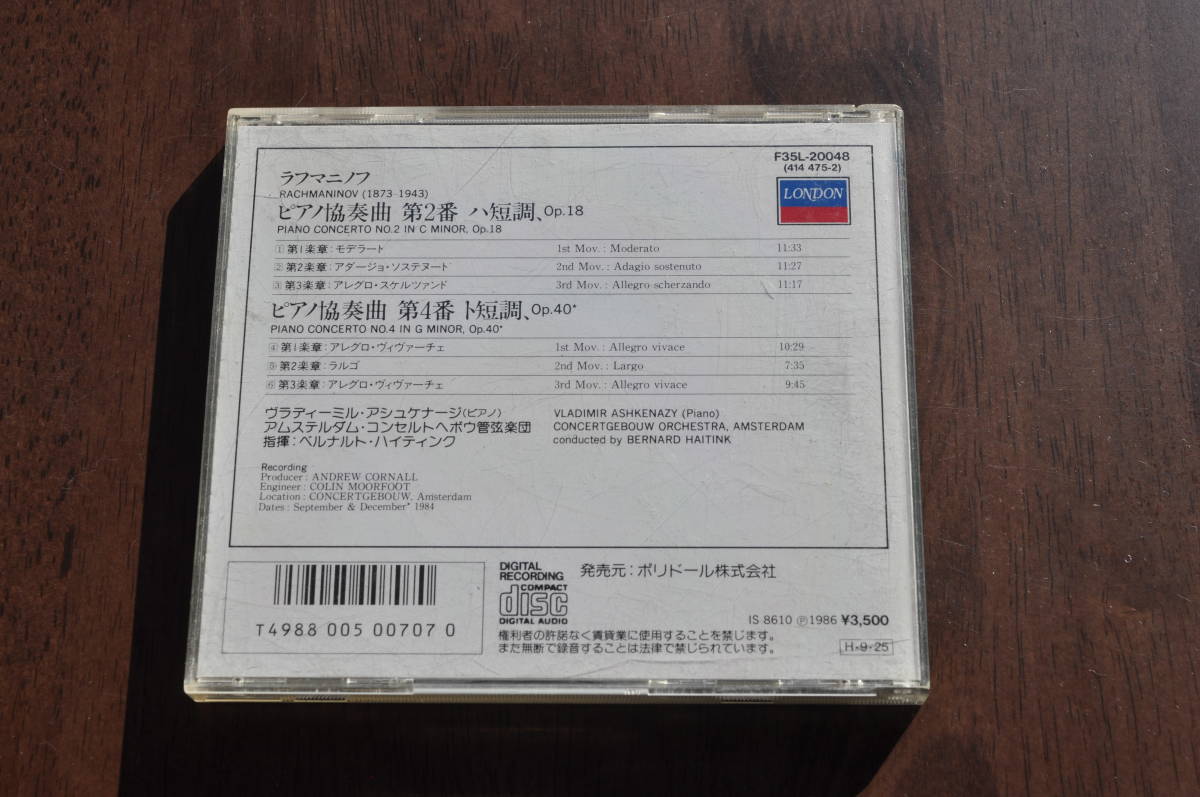 F35L-20048
(414 475-2)
LONDON
ラフマニノフ
RACHMANINOV (1873-1943)
ピアノ協奏曲 第2番 ハ短調、Op.18
PIANO CONCERTO NO.2 IN C MINOR, Op.18
①第1楽章:モデラート 1st Mov.: Moderato 11:33
②第2楽章:アダージョ・ソステヌート 2nd Mov.: Adagio sostenuto 11:27
③第3楽章:アレグロ・スケルツァンド 3rd Mov.: Allegro scherzando 11:17
ピアノ協奏曲 第4番 ト短調、Op.40*
PIANO CONCERTO NO.4 IN G MINOR, Op.40*
④第1楽章:アレグロ・ヴィヴァーチェ 1st Mov.: Allegro vivace 10:29
⑤第2楽章:ラルゴ 2nd Mov.: Largo 7:35
⑥第3楽章:アレグロ・ヴィヴァーチェ 3rd Mov.: Allegro vivace 9:45
ヴラディーミル・アシュケナージ(ピアノ) VLADIMIR ASHKENAZY (Piano)
アムステルダム・コンセルトヘボウ管弦楽団 CONCERTGEBOUW ORCHESTRA, AMSTERDAM
指揮:ベルナルト・ハイティンク conducted by BERNARD HAITINK
Recording
Producer: ANDREW CORNALL
Engineer: COLIN MOORFOOT
Location: CONCERTGEBOUW, Amsterdam
Dates: September & December* 1984
T4988 005 00707 0
DIGITAL
RECORDING
COMPACT
disc
DIGITAL AUDIO
発売元:ポリドール株式会社
IS 8610 Ⓟ1986 ¥3,500
権利者の許諾なく賃貸業に使用することを禁じます。
また無断で録音することは法律で禁じられています。
H・9・25